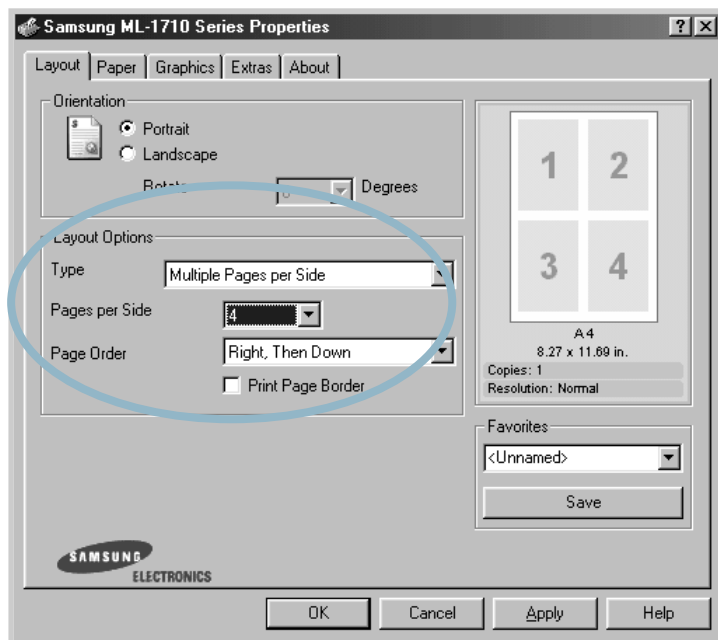 Samsung ML-1710 Series Properties
Layout Paper Graphics Extras About
Orientation
Portrait
Landscape
Rotate Degrees
Layout Options
Type Multiple Pages per Side
Pages per Side 4
Page Order Right, Then Down
Print Page Border
1 2
3 4
A4
8.27 x 11.69 in.
Copies: 1
Resolution: Normal
Favorites
<Unnamed>
Save
SAMSUNG
ELECTRONICS
OK Cancel Apply Help